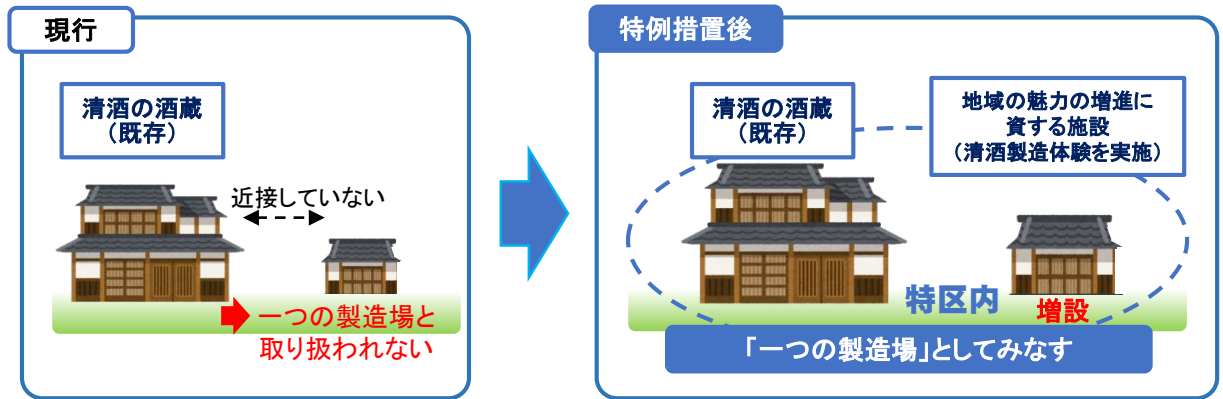 現行
清酒の酒蔵
（既存）
近接していない
一つの製造場と
取り扱われない
特例措置後
清酒の酒蔵
（既存）
地域の魅力の増進に
資する施設
（清酒製造体験を実施）
特区内
増設
「一つの製造場」としてみなす